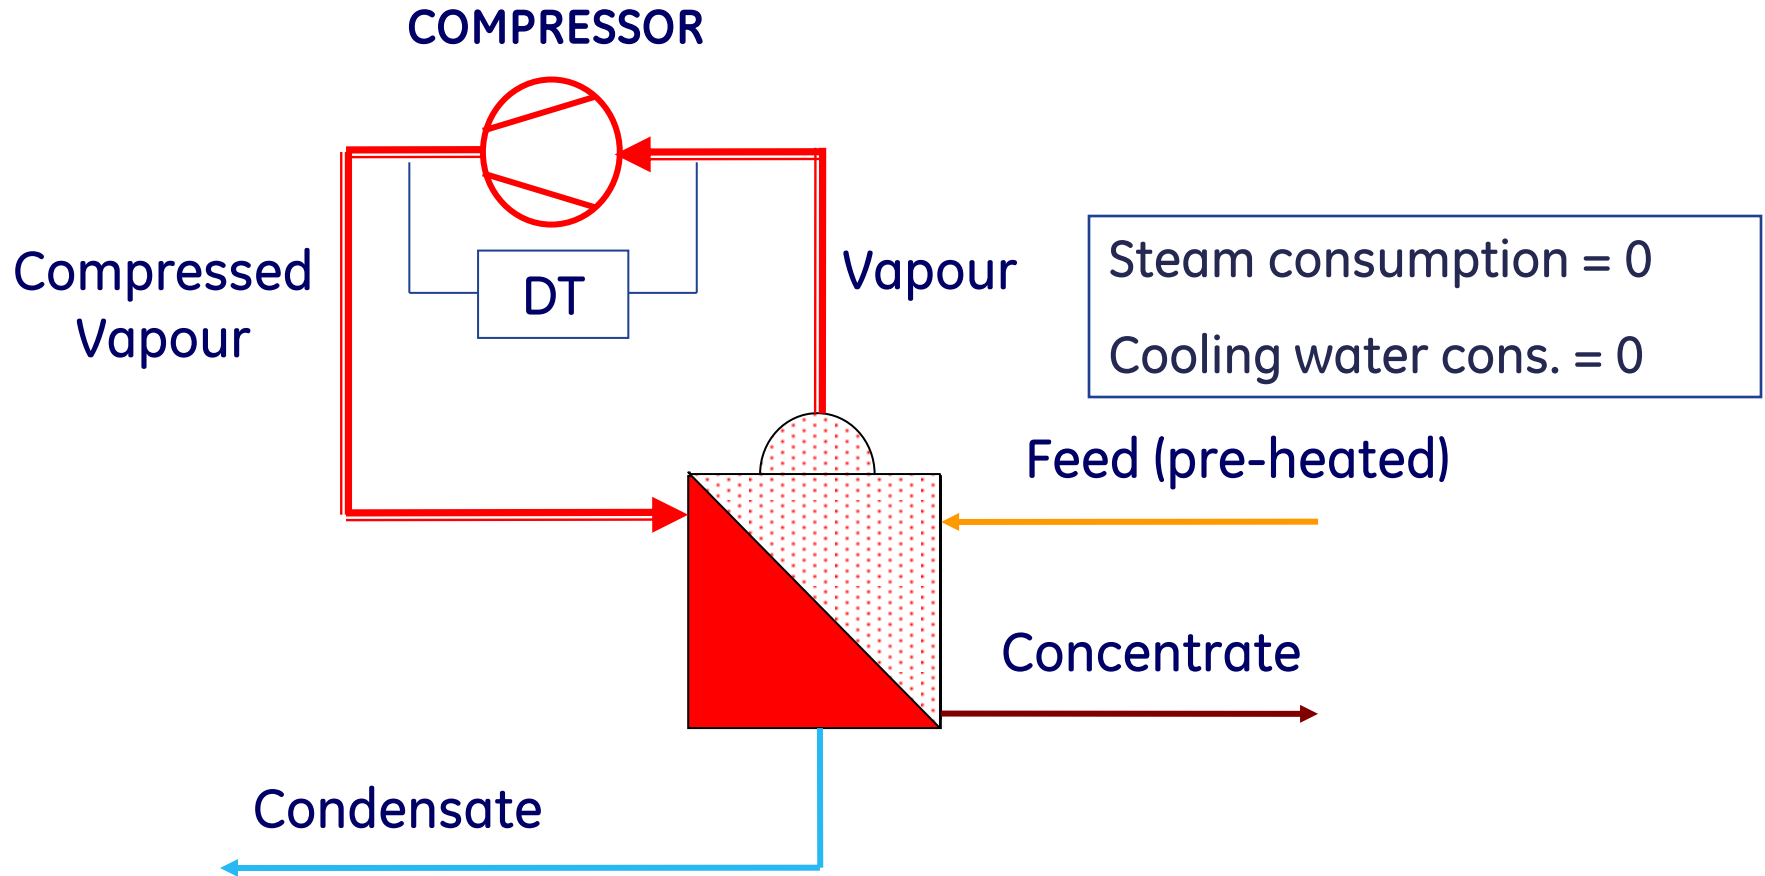 COMPRESSOR
Compressed
Vapour
DT
Vapour
Steam consumption = 0
Cooling water cons. = 0
Feed (pre-heated)
Concentrate
Condensate